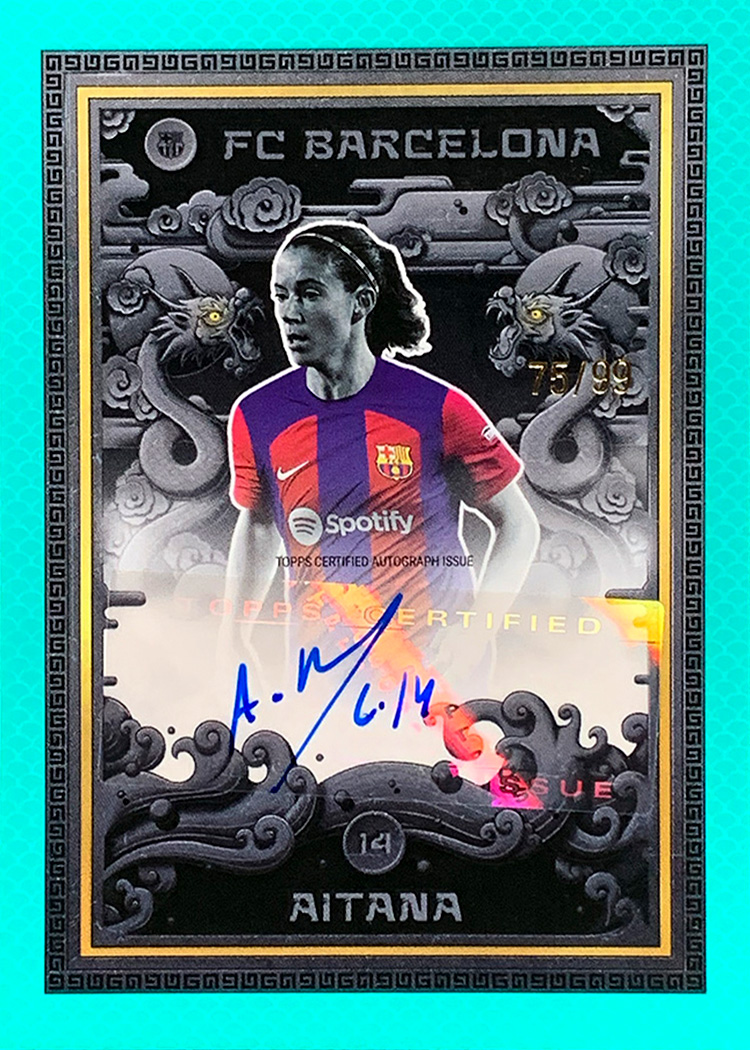 FC BARCELONA
75/99
Spotify
TOPPS CERTIFIED AUTOGRAPH ISSUE
TOPPS CERTIFIED
ISSUE
14
AITANA